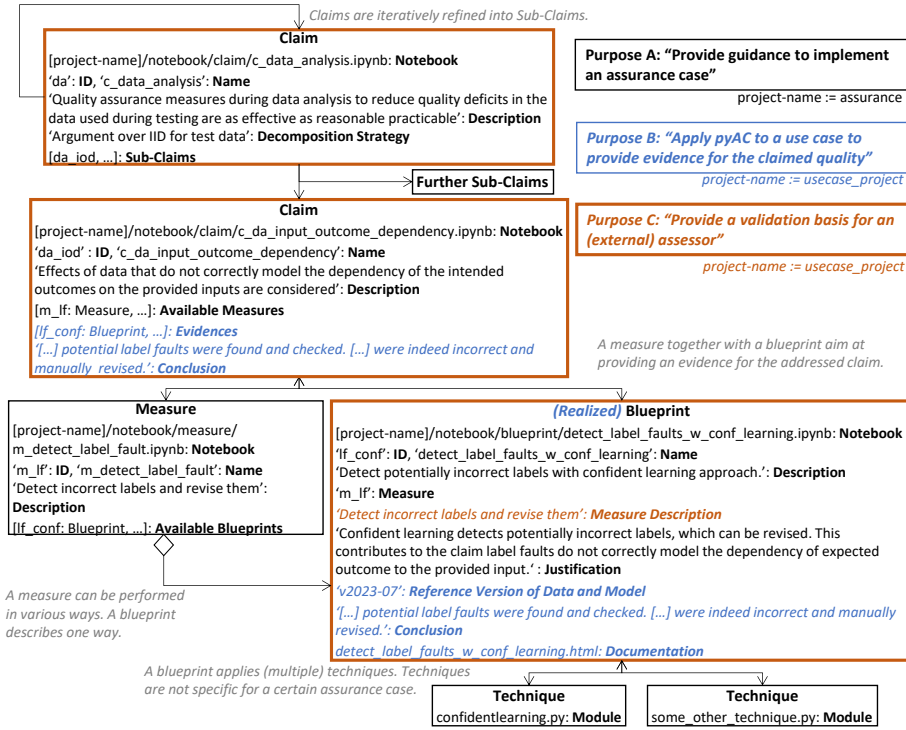 Claims are iteratively refined into Sub-Claims.
Claim
[project-name]/notebook/claim/c_data_analysis.ipynb: Notebook
'da': ID, 'c_data_analysis': Name
'Quality assurance measures during data analysis to reduce quality deficits in the
data used during testing are as effective as reasonable practicable': Description
'Argument over IID for test data': Decomposition Strategy
[da_iod, ...]: Sub-Claims
Further Sub-Claims
Purpose A: "Provide guidance to implement
an assurance case"
project-name := assurance
Purpose B: "Apply pyAC to a use case to
provide evidence for the claimed quality"
project-name := usecase_project
Purpose C: "Provide a validation basis for an
(external) assessor"
project-name := usecase_project
Claim
[project-name]/notebook/claim/c_da_input_outcome_dependency.ipynb: Notebook
'da_iod' : ID, 'c_da_input_outcome_dependency': Name
'Effects of data that do not correctly model the dependency of the intended
outcomes on the provided inputs are considered': Description
[m_lf: Measure, ...]: Available Measures
[lf_conf: Blueprint, ...]: Evidences
'[...] potential label faults were found and checked. [...] were indeed incorrect and
manually revised.': Conclusion
A measure together with a blueprint aim at
providing an evidence for the addressed claim.
Measure
[project-name]/notebook/measure/
m_detect_label_fault.ipynb: Notebook
'm_lf': ID, 'm_detect_label_fault': Name
'Detect incorrect labels and revise them':
Description
[lf_conf: Blueprint, ...]: Available Blueprints
(Realized) Blueprint
[project-name]/notebook/blueprint/detect_label_faults_w_conf_learning.ipynb: Notebook
'lf_conf': ID, 'detect_label_faults_w_conf_learning': Name
'Detect potentially incorrect labels with confident learning approach.': Description
'm_lf': Measure
'Detect incorrect labels and revise them': Measure Description
'Confident learning detects potentially incorrect labels, which can be revised. This
contributes to the claim label faults do not correctly model the dependency of expected
outcome to the provided input.' : Justification
'v2023-07': Reference Version of Data and Model
'[...] potential label faults were found and checked. [...] were indeed incorrect and manually
revised.': Conclusion
detect_label_faults_w_conf_learning.html: Documentation
A measure can be performed
in various ways. A blueprint
describes one way.
A blueprint applies (multiple) techniques. Techniques
are not specific for a certain assurance case.
Technique
confidentlearning.py: Module
Technique
some_other_technique.py: Module